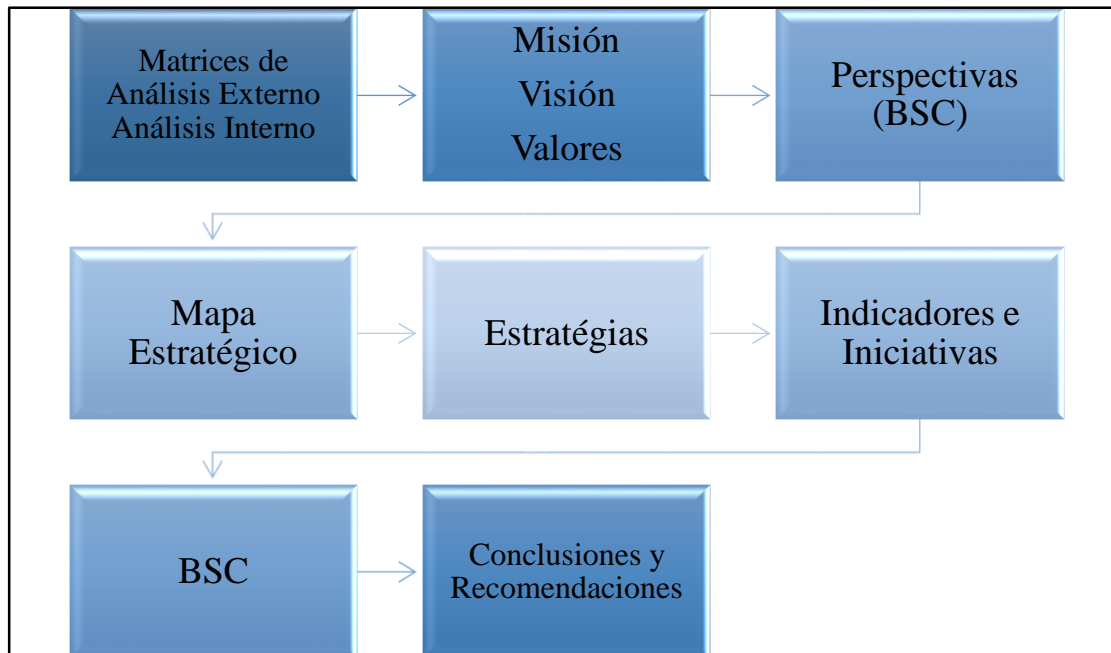 Matrices de
Análisis Externo
Análisis Interno
Misión
Visión
Valores
Perspectivas
(BSC)
Mapa
Estratégico
Estratégias
Indicadores e
Iniciativas
BSC
Conclusiones y
Recomendaciones